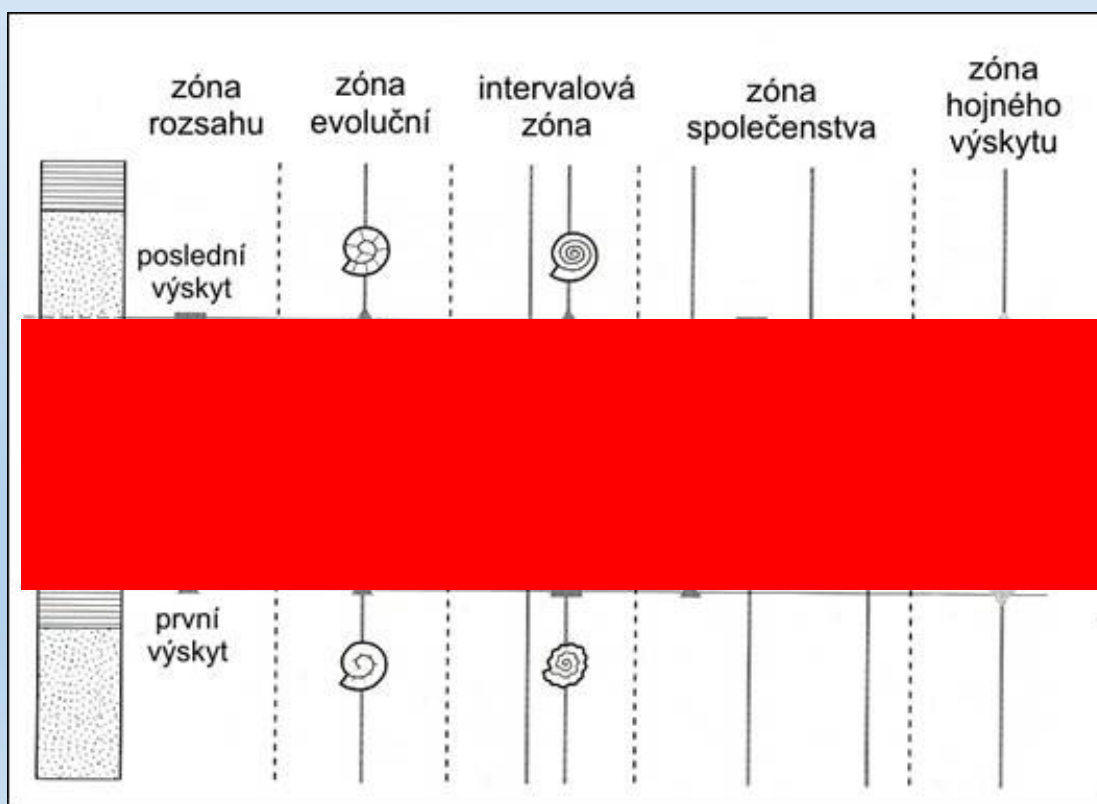 zóna
rozsahu
zóna
evoluční
intervalová
zóna
zóna
společenstva
zóna
hojného
výskytu
poslední
výskyt
první
výskyt